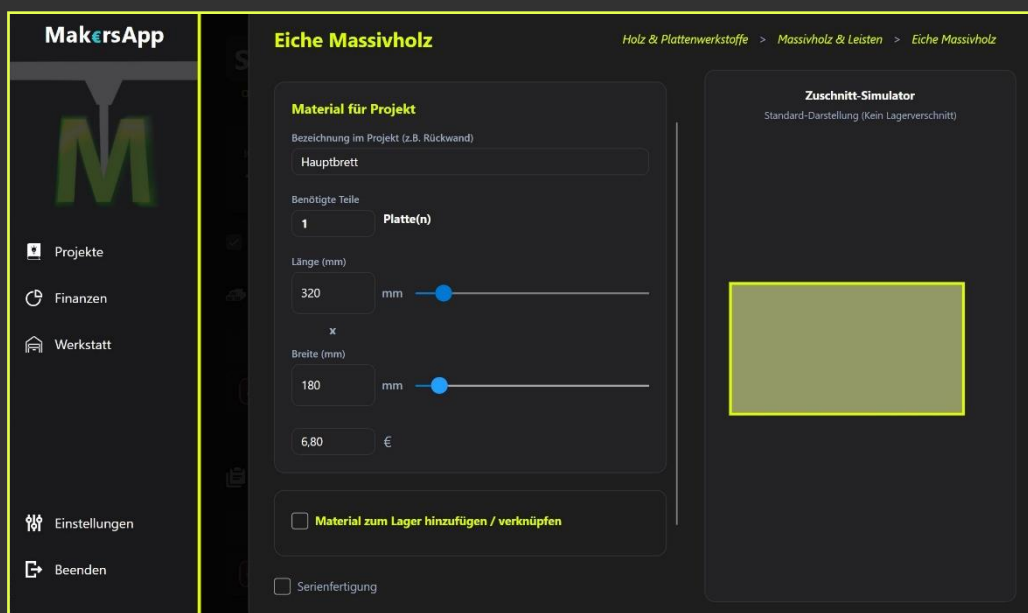 MakersApp
Projekte
Finanzen
Werkstatt
Einstellungen
Beenden
Eiche Massivholz
Holz & Plattenwerkstoffe > Massivholz & Leisten > Eiche Massivholz
Material für Projekt
Bezeichnung im Projekt (z.B. Rückwand)
Hauptbrett
Benötigte Teile
1 Platte(n)
Länge (mm)
320 mm
x
Breite (mm)
180 mm
6,80 €
Material zum Lager hinzufügen / verknüpfen
Serienfertigung
Zuschnitt-Simulator
Standard-Darstellung (Kein Lagerverschnitt)